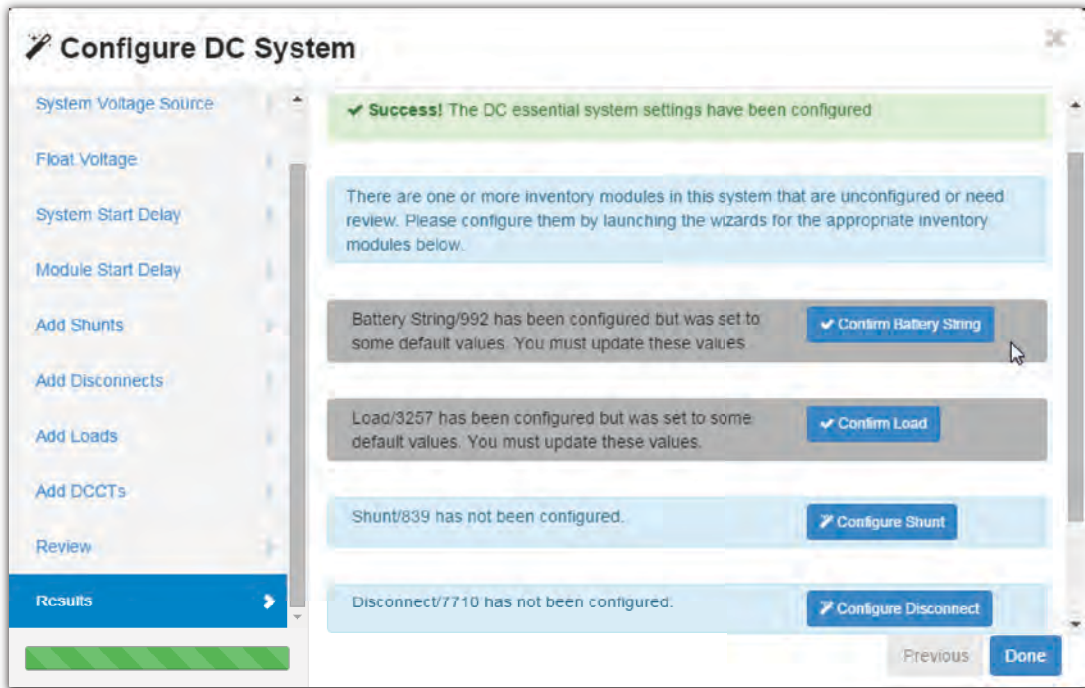 Configure DC System
System Voltage Source
Float Voltage
System Start Delay
Module Start Delay
Add Shunts
Add Disconnects
Add Loads
Add DCCTs
Review
Results
Success! The DC essential system settings have been configured
There are one or more inventory modules in this system that are unconfigured or need
review. Please configure them by launching the wizards for the appropriate inventory
modules below.
Battery String/992 has been configured but was set to
some default values. You must update these values
Confirm Battery String
Load/3257 has been configured but was set to some
default values. You must update these values.
Confirm Load
Shunt/839 has not been configured.
Configure Shunt
Disconnect/7710 has not been configured.
Configure Disconnect
Previous
Done